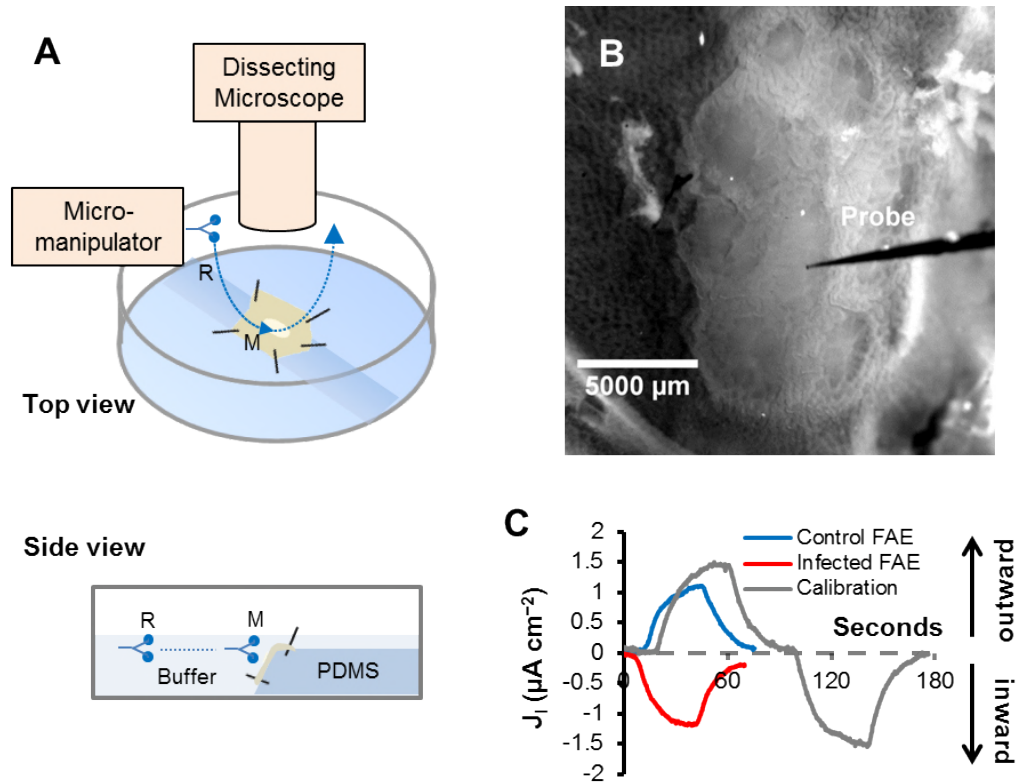 A
Dissecting
Microscope
Micro-
manipulator
R
M
Top view
Side view
R
M
Buffer
PDMS
B
Probe
5000 µm
C
2
1.5
1
0.5
0
-0.5
-1
-1.5
-2
J_I (µA cm⁻²)
Control FAE
Infected FAE
Calibration
Seconds
0
60
120
180
outward
inward